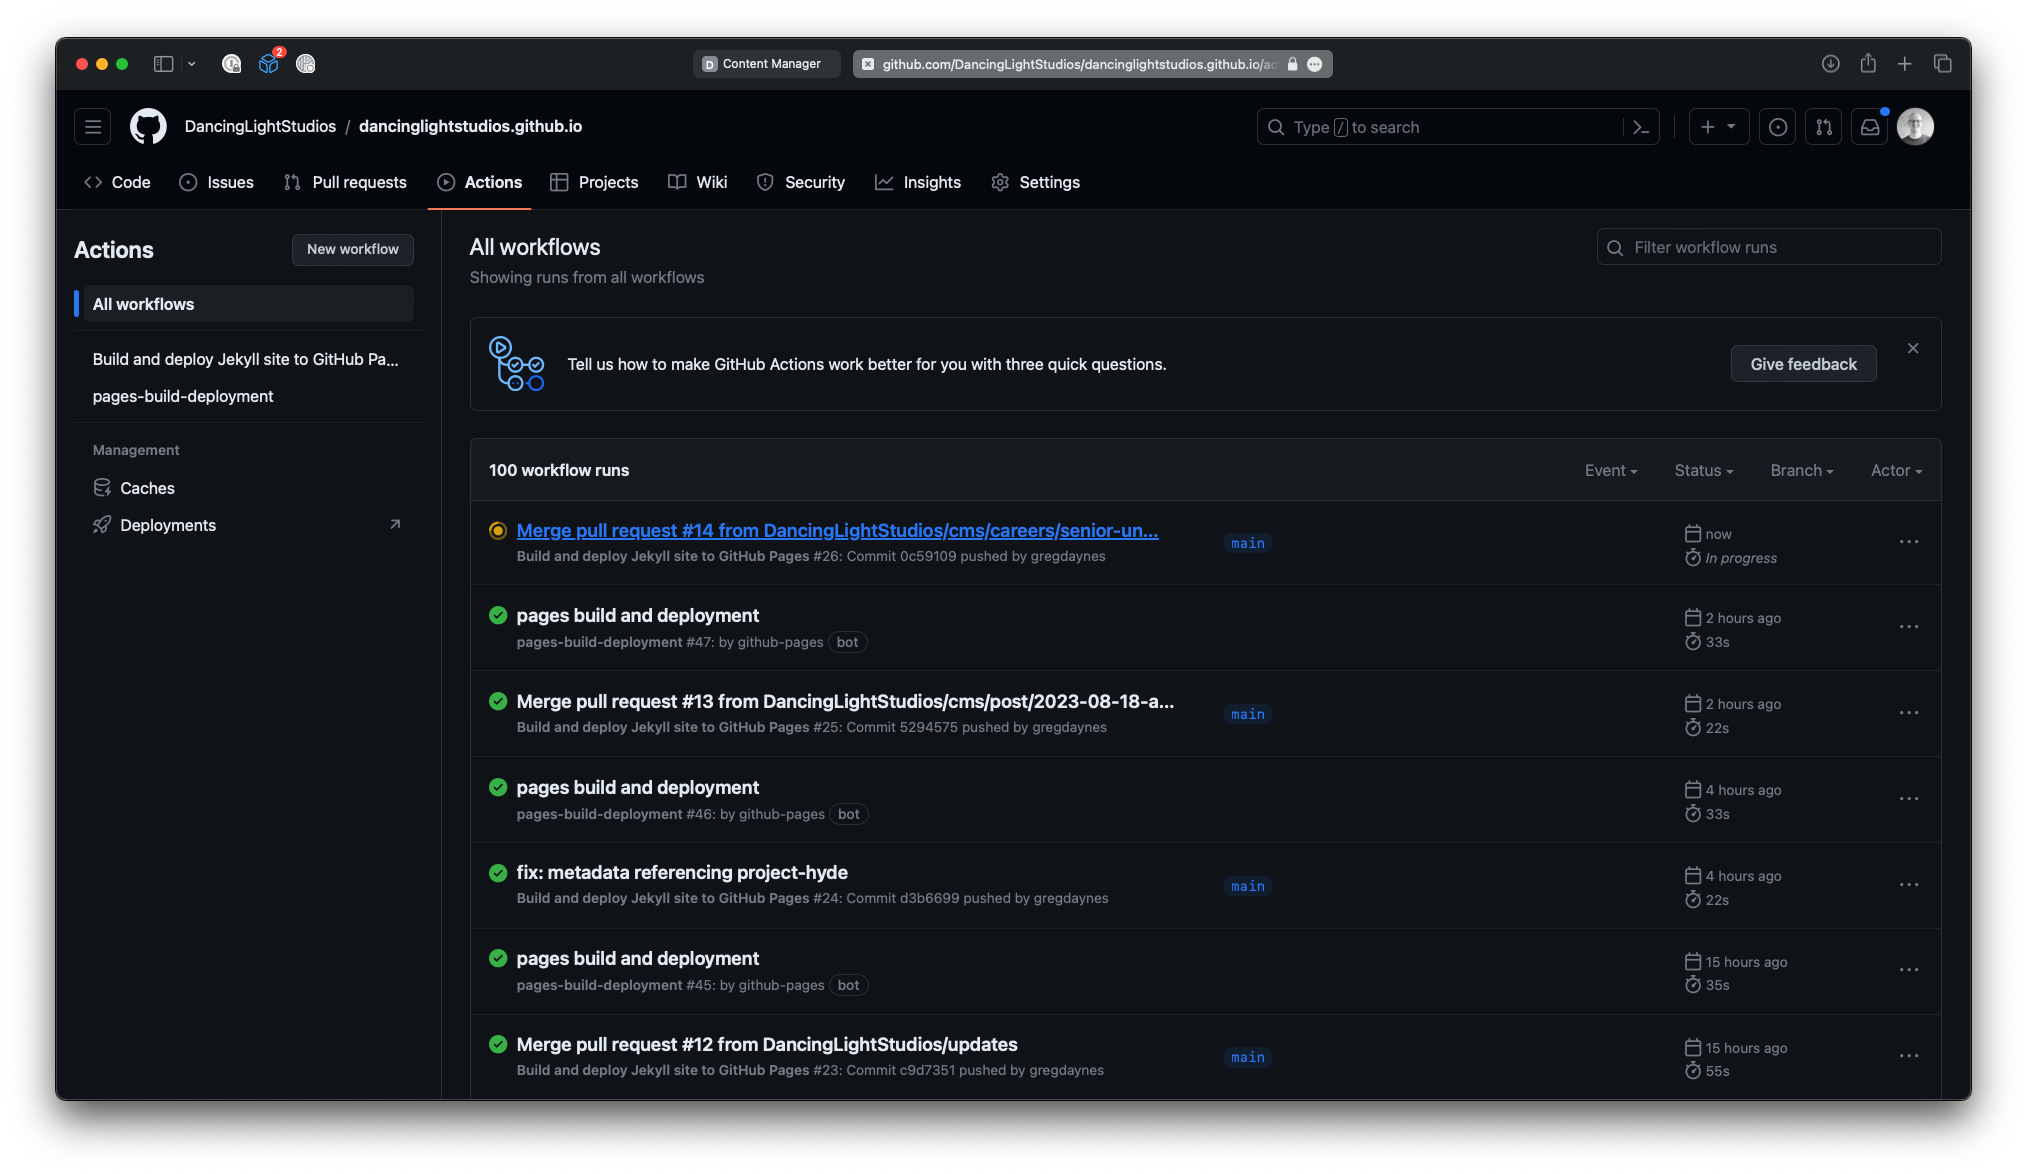 2
D Content Manager
github.com/DancingLightStudios/dancinglightstudios.github.io/ac
DancingLightStudios / dancinglightstudios.github.io
Type / to search
Code Issues Pull requests Actions Projects Wiki Security Insights Settings
Actions
New workflow
All workflows
Build and deploy Jekyll site to GitHub Pa...
pages-build-deployment
Management
Caches
Deployments
All workflows
Showing runs from all workflows
Filter workflow runs
Tell us how to make GitHub Actions work better for you with three quick questions.
Give feedback
100 workflow runs
Event Status Branch Actor
Merge pull request #14 from DancingLightStudios/cms/careers/senior-un...
Build and deploy Jekyll site to GitHub Pages #26: Commit 0c59109 pushed by gregdaynes
main
now
In progress
pages build and deployment
pages-build-deployment #47: by github-pages bot
2 hours ago
33s
Merge pull request #13 from DancingLightStudios/cms/post/2023-08-18-a...
Build and deploy Jekyll site to GitHub Pages #25: Commit 5294575 pushed by gregdaynes
main
2 hours ago
22s
pages build and deployment
pages-build-deployment #46: by github-pages bot
4 hours ago
33s
fix: metadata referencing project-hyde
Build and deploy Jekyll site to GitHub Pages #24: Commit d3b6699 pushed by gregdaynes
main
4 hours ago
22s
pages build and deployment
pages-build-deployment #45: by github-pages bot
15 hours ago
35s
Merge pull request #12 from DancingLightStudios/updates
Build and deploy Jekyll site to GitHub Pages #23: Commit c9d7351 pushed by gregdaynes
main
15 hours ago
55s